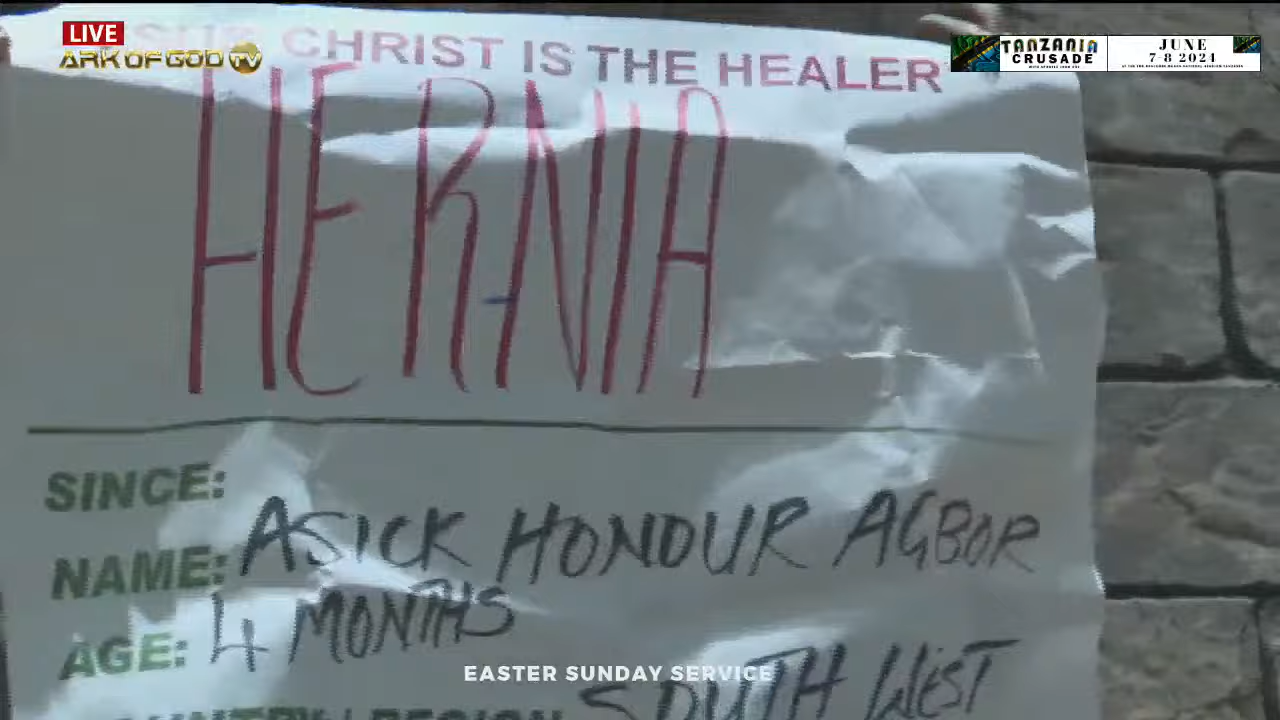 LIVE
ARK OF GOD TV
CHRIST IS THE HEALER
TANZANIA
CRUSADE
JUNE
7-8 2024
HERNIA
SINCE:
NAME: ASICK HONOUR AGBOR
AGE: 4 MONTHS
EASTER SUNDAY SERVICE
SOUTH WEST